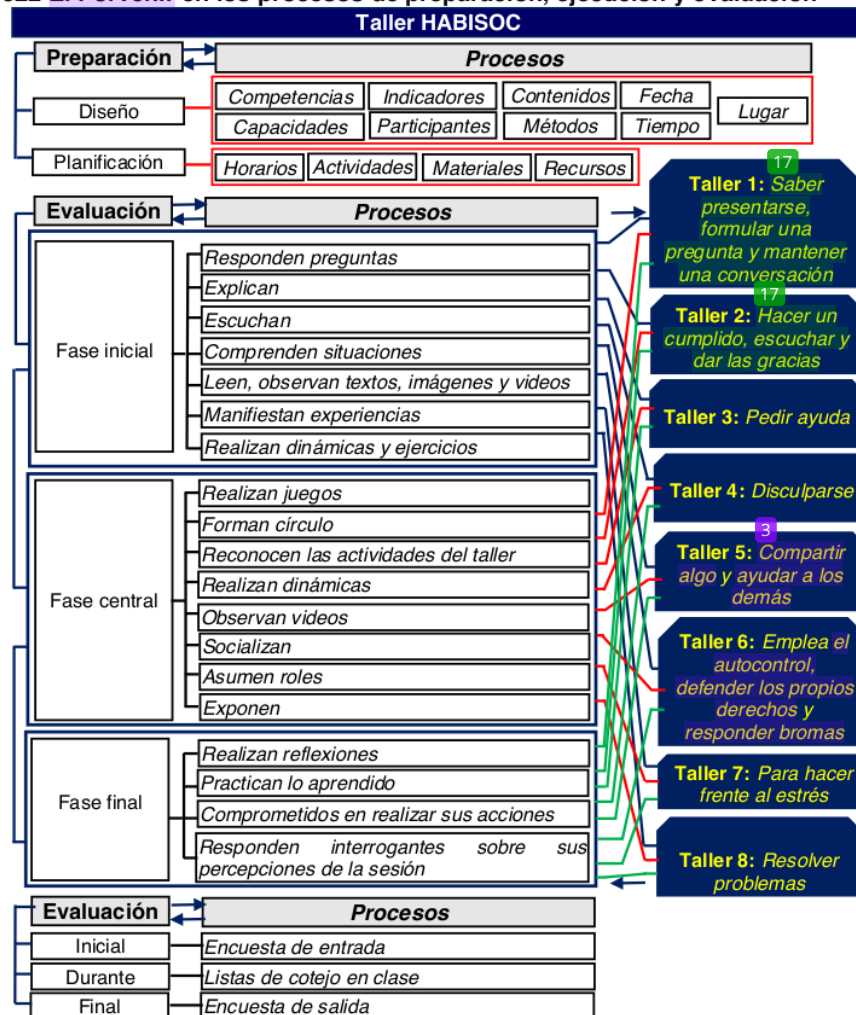 Taller HABISOC
Preparación
Procesos
Diseño
Competencias
Indicadores
Contenidos
Fecha
Lugar
Capacidades
Participantes
Métodos
Tiempo
Planificación
Horarios
Actividades
Materiales
Recursos
Evaluación
Procesos
Fase inicial
Responden preguntas
Explican
Escuchan
Comprenden situaciones
Leen, observan textos, imágenes y videos
Manifiestan experiencias
Realizan dinámicas y ejercicios
Fase central
Realizan juegos
Forman círculo
Reconocen las actividades del taller
Realizan dinámicas
Observan videos
Socializan
Asumen roles
Exponen
Fase final
Realizan reflexiones
Practican lo aprendido
Comprometidos en realizar sus acciones
Responden interrogantes sobre sus
percepciones de la sesión
17
Taller 1: Saber
presentarse,
formular una
pregunta y mantener
una conversación
17
Taller 2: Hacer un
cumplido, escuchar y
dar las gracias
Taller 3: Pedir ayuda
Taller 4: Disculparse
3
Taller 5: Compartir
algo y ayudar a los
demás
Taller 6: Emplea el
autocontrol,
defender los propios
derechos y
responder bromas
Taller 7: Para hacer
frente al estrés
Taller 8: Resolver
problemas
Evaluación
Procesos
Inicial
Encuesta de entrada
Durante
Listas de cotejo en clase
Final
Encuesta de salida